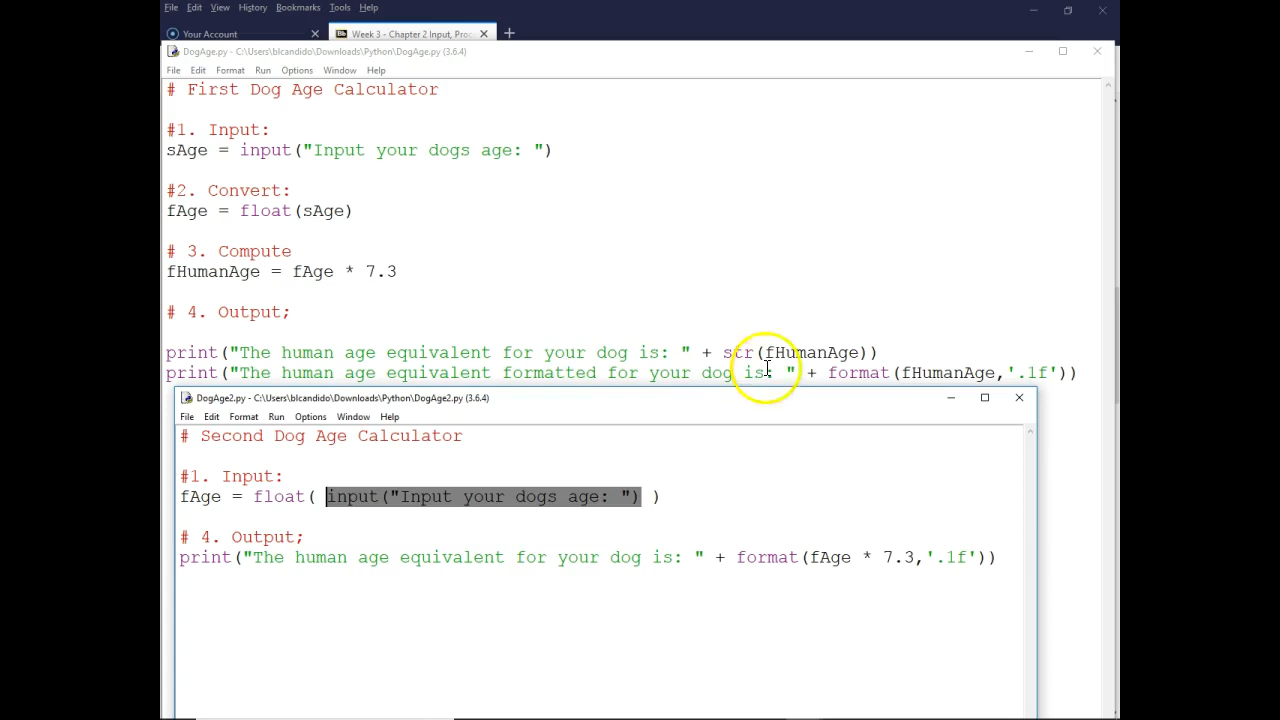 File Edit View History Bookmarks Tools Help
Your Account Week 3 - Chapter 2 Input, Proc
DogAge.py - C:\Users\blcandido\Downloads\Python\DogAge.py (3.6.4)
File Edit Format Run Options Window Help
# First Dog Age Calculator
#1. Input:
sAge = input("Input your dogs age: ")
#2. Convert:
fAge = float(sAge)
# 3. Compute
fHumanAge = fAge * 7.3
# 4. Output;
print("The human age equivalent for your dog is: " + str(fHumanAge))
print("The human age equivalent formatted for your dog is: " + format(fHumanAge,'.1f'))
DogAge2.py - C:\Users\blcandido\Downloads\Python\DogAge2.py (3.6.4)
File Edit Format Run Options Window Help
# Second Dog Age Calculator
#1. Input:
fAge = float( input("Input your dogs age: ") )
# 4. Output;
print("The human age equivalent for your dog is: " + format(fAge * 7.3,'.1f'))